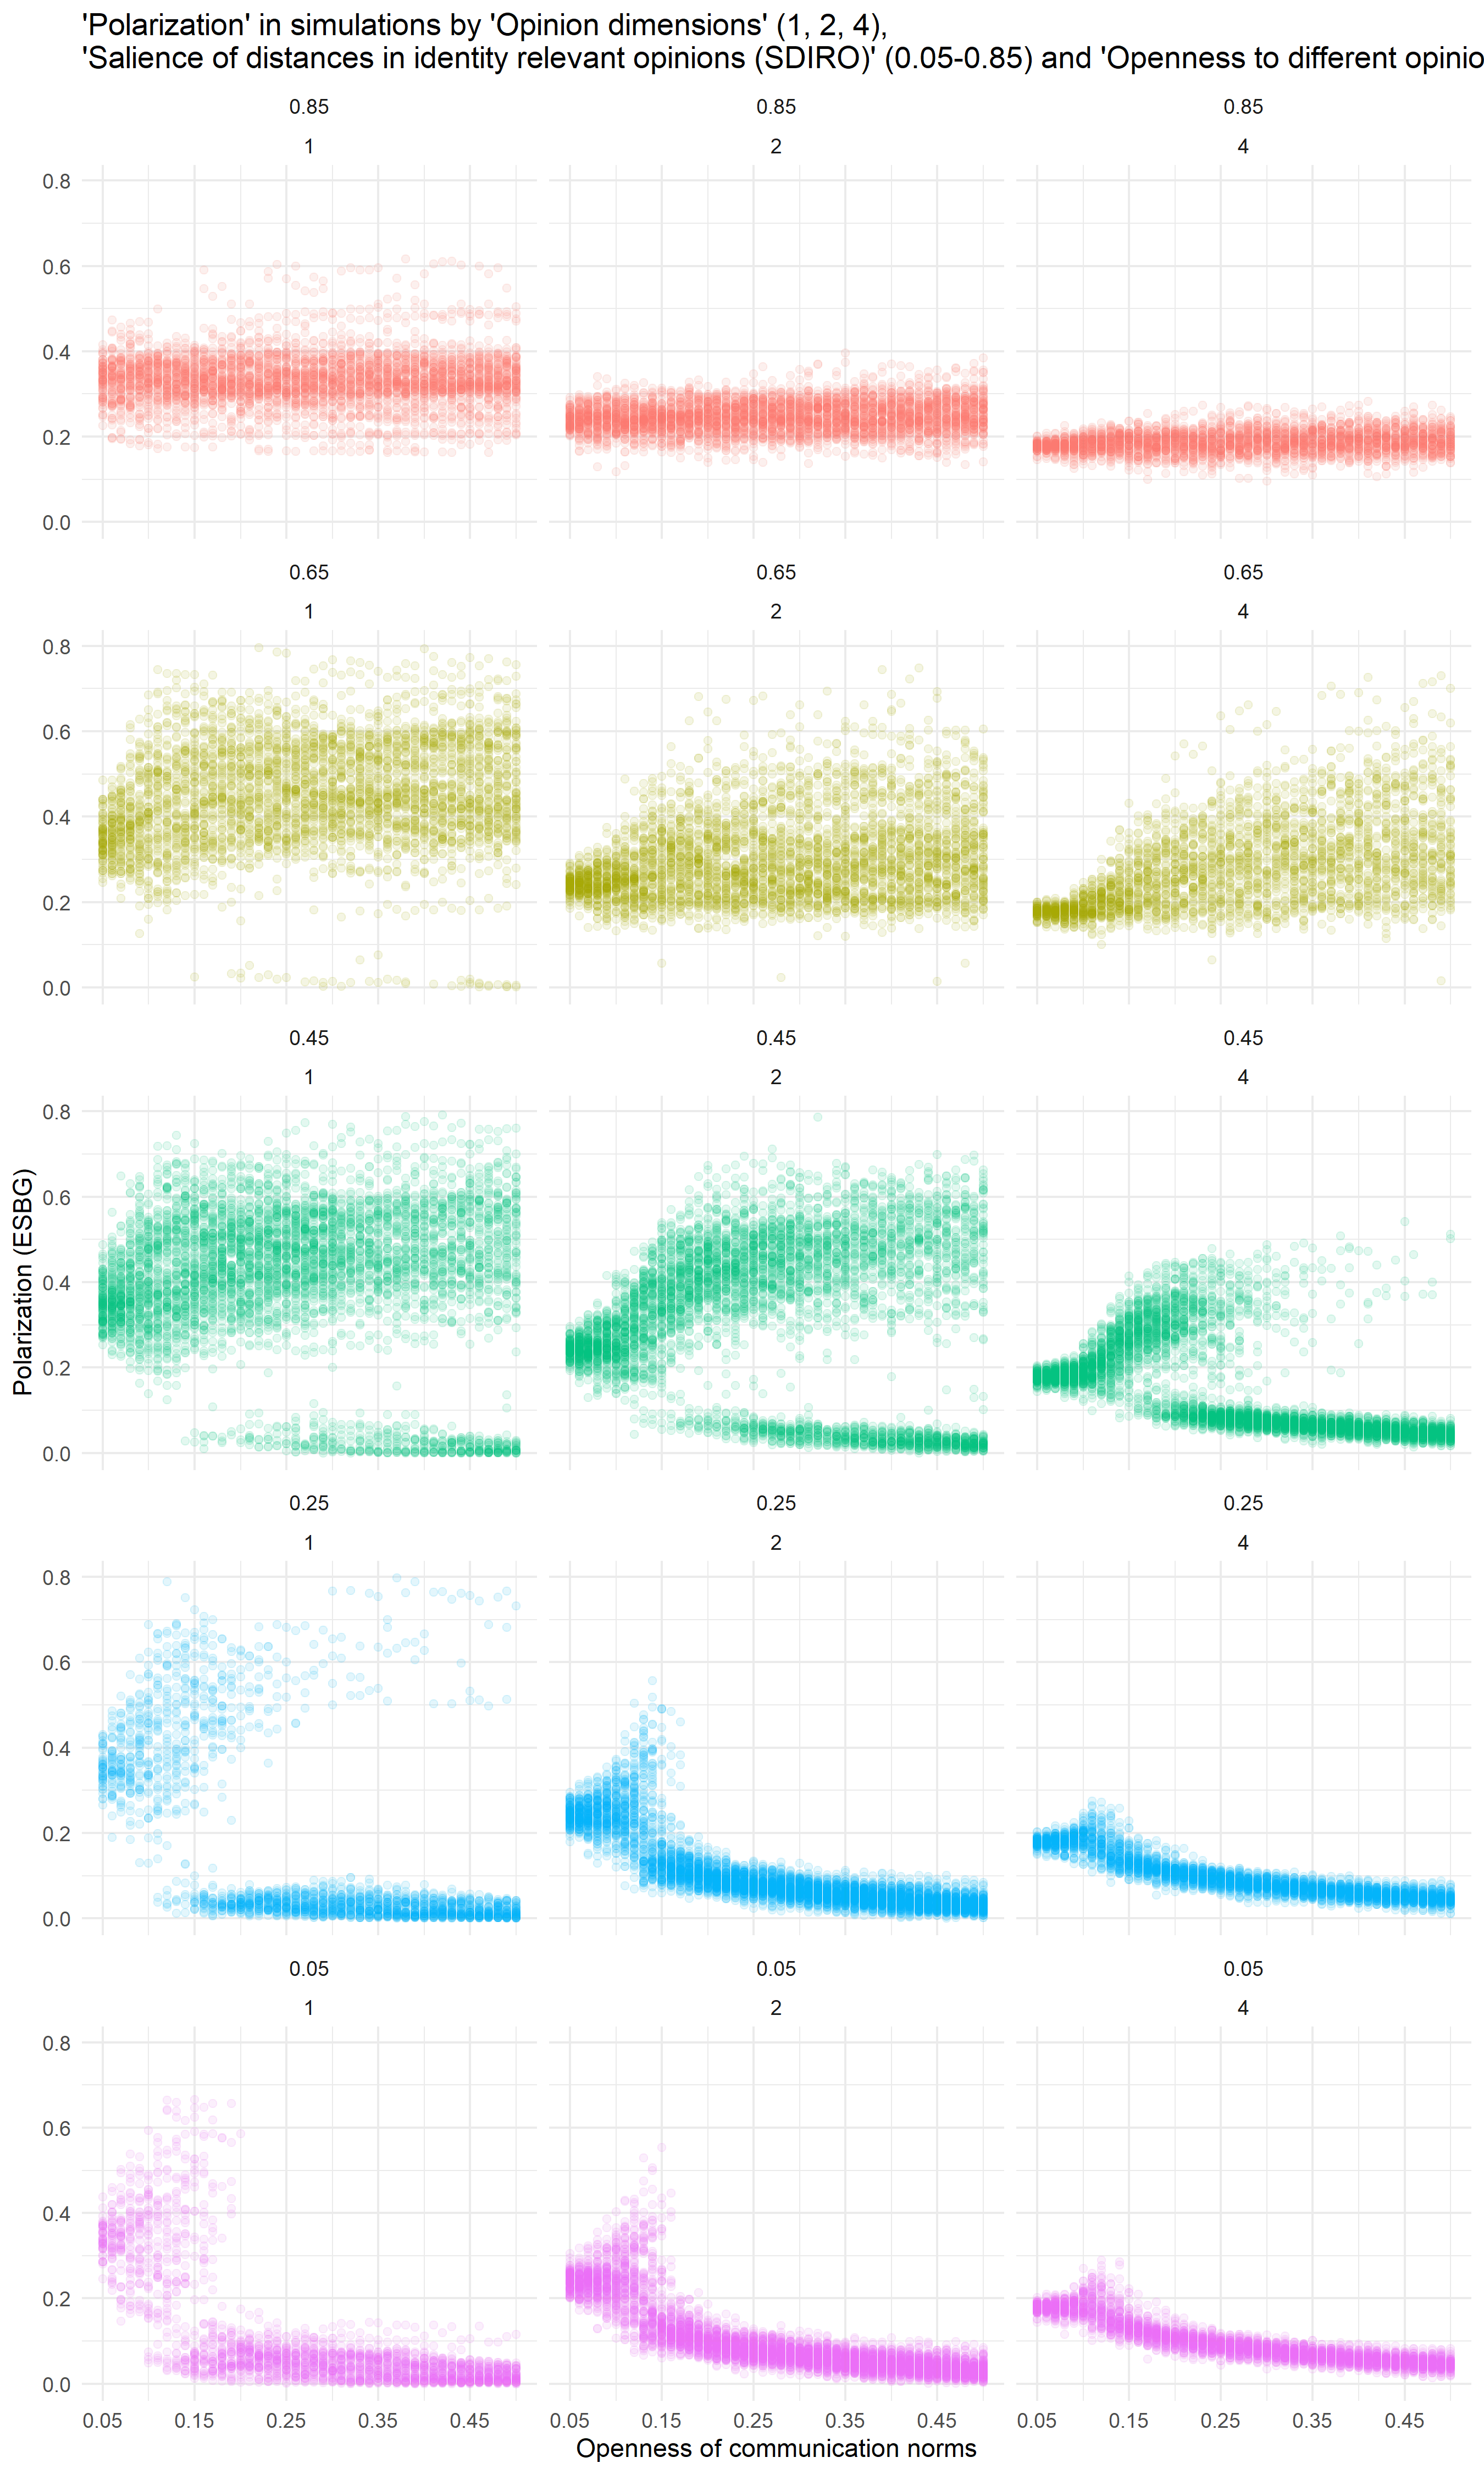 'Polarization' in simulations by 'Opinion dimensions' (1, 2, 4),
'Salience of distances in identity relevant opinions (SDIRO)' (0.05-0.85) and 'Openness to different opinio
0.85 0.85 0.85
1 2 4
0.8
0.6
0.4
0.2
0.0
0.65 0.65 0.65
1 2 4
0.8
0.6
0.4
0.2
0.0
0.45 0.45 0.45
1 2 4
0.8
0.6
0.4
0.2
0.0
Polarization (ESBG)
0.25 0.25 0.25
1 2 4
0.8
0.6
0.4
0.2
0.0
0.05 0.05 0.05
1 2 4
0.8
0.6
0.4
0.2
0.0
0.05 0.15 0.25 0.35 0.45 0.05 0.15 0.25 0.35 0.45 0.05 0.15 0.25 0.35 0.45
Openness of communication norms